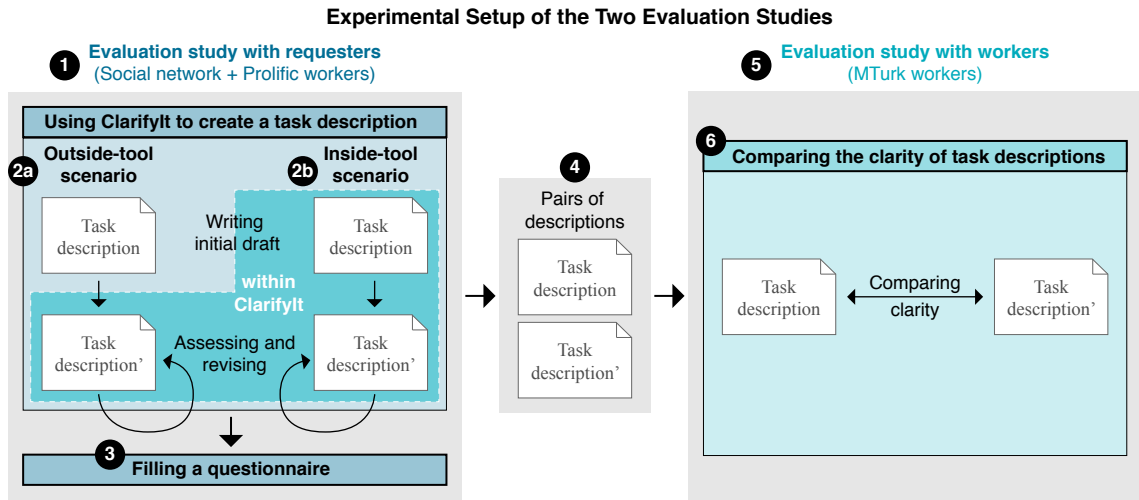 Experimental Setup of the Two Evaluation Studies
1
Evaluation study with requesters
(Social network + Prolific workers)
Using ClarifyIt to create a task description
2a
Outside-tool
scenario
2b
Inside-tool
scenario
Task
description
Writing
initial draft
Task
description
within
ClarifyIt
Task
description’
Assessing and
revising
Task
description’
3
Filling a questionnaire
4
Pairs of
descriptions
Task
description
Task
description’
5
Evaluation study with workers
(MTurk workers)
6
Comparing the clarity of task descriptions
Task
description
Comparing
clarity
Task
description’